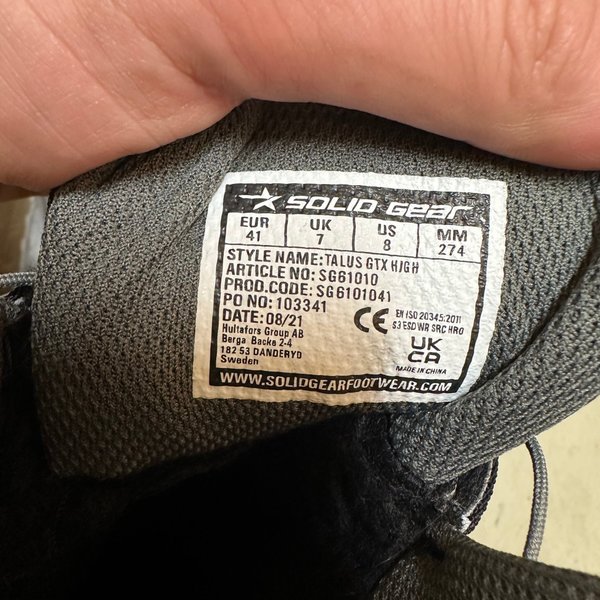 SOLID GEAR
EUR UK US MM
41 7 8 274
STYLE NAME: TALUS GTX HIGH
ARTICLE NO: SG61010
PROD.CODE: SG6101041
PO NO: 103341
DATE: 08/21
Hultafors Group AB
Berga Backe 2-4
182 53 DANDERYD
Sweden
CE
EN ISO 20345:2011
S3 ESD WR SRC HRO
UK
CA
MADE IN CHINA
WWW.SOLIDGEARFOOTWEAR.COM